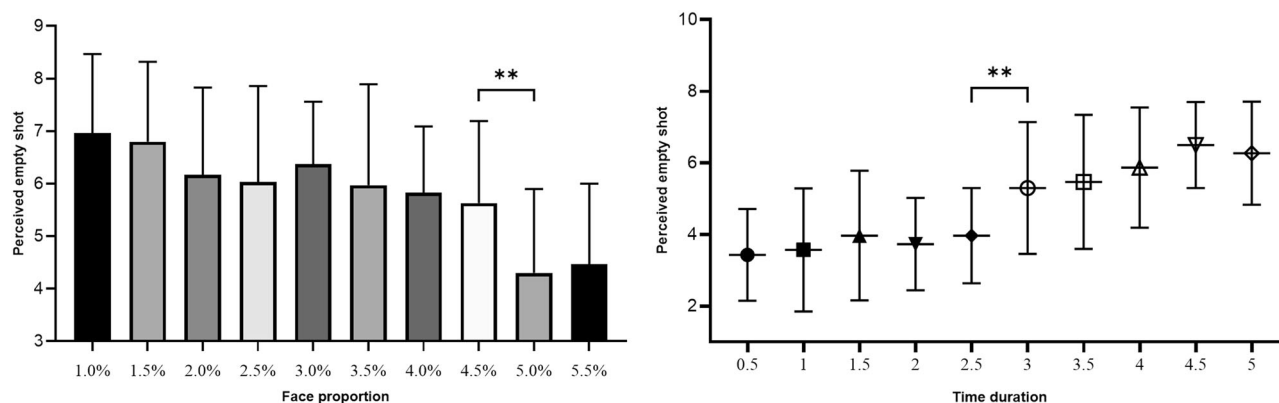 9
8
7
6
5
4
3
Perceived empty shot
**
1.0% 1.5% 2.0% 2.5% 3.0% 3.5% 4.0% 4.5% 5.0% 5.5%
Face proportion
10
8
6
4
2
Perceived empty shot
**
0.5 1 1.5 2 2.5 3 3.5 4 4.5 5
Time duration